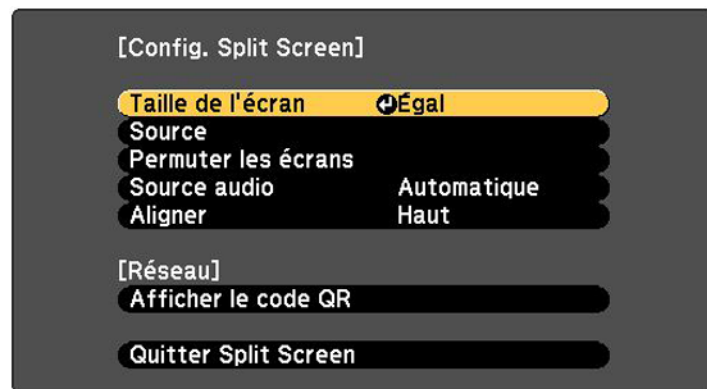 [Config. Split Screen]
Taille de l'écran Égal
Source
Permuter les écrans
Source audio Automatique
Aligner Haut
[Réseau]
Afficher le code QR
Quitter Split Screen